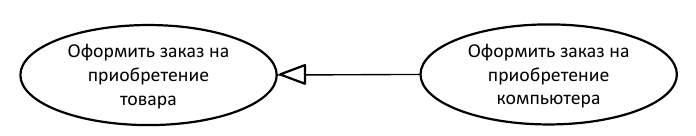 Оформить заказ на
приобретение
товара
Оформить заказ на
приобретение
компьютера